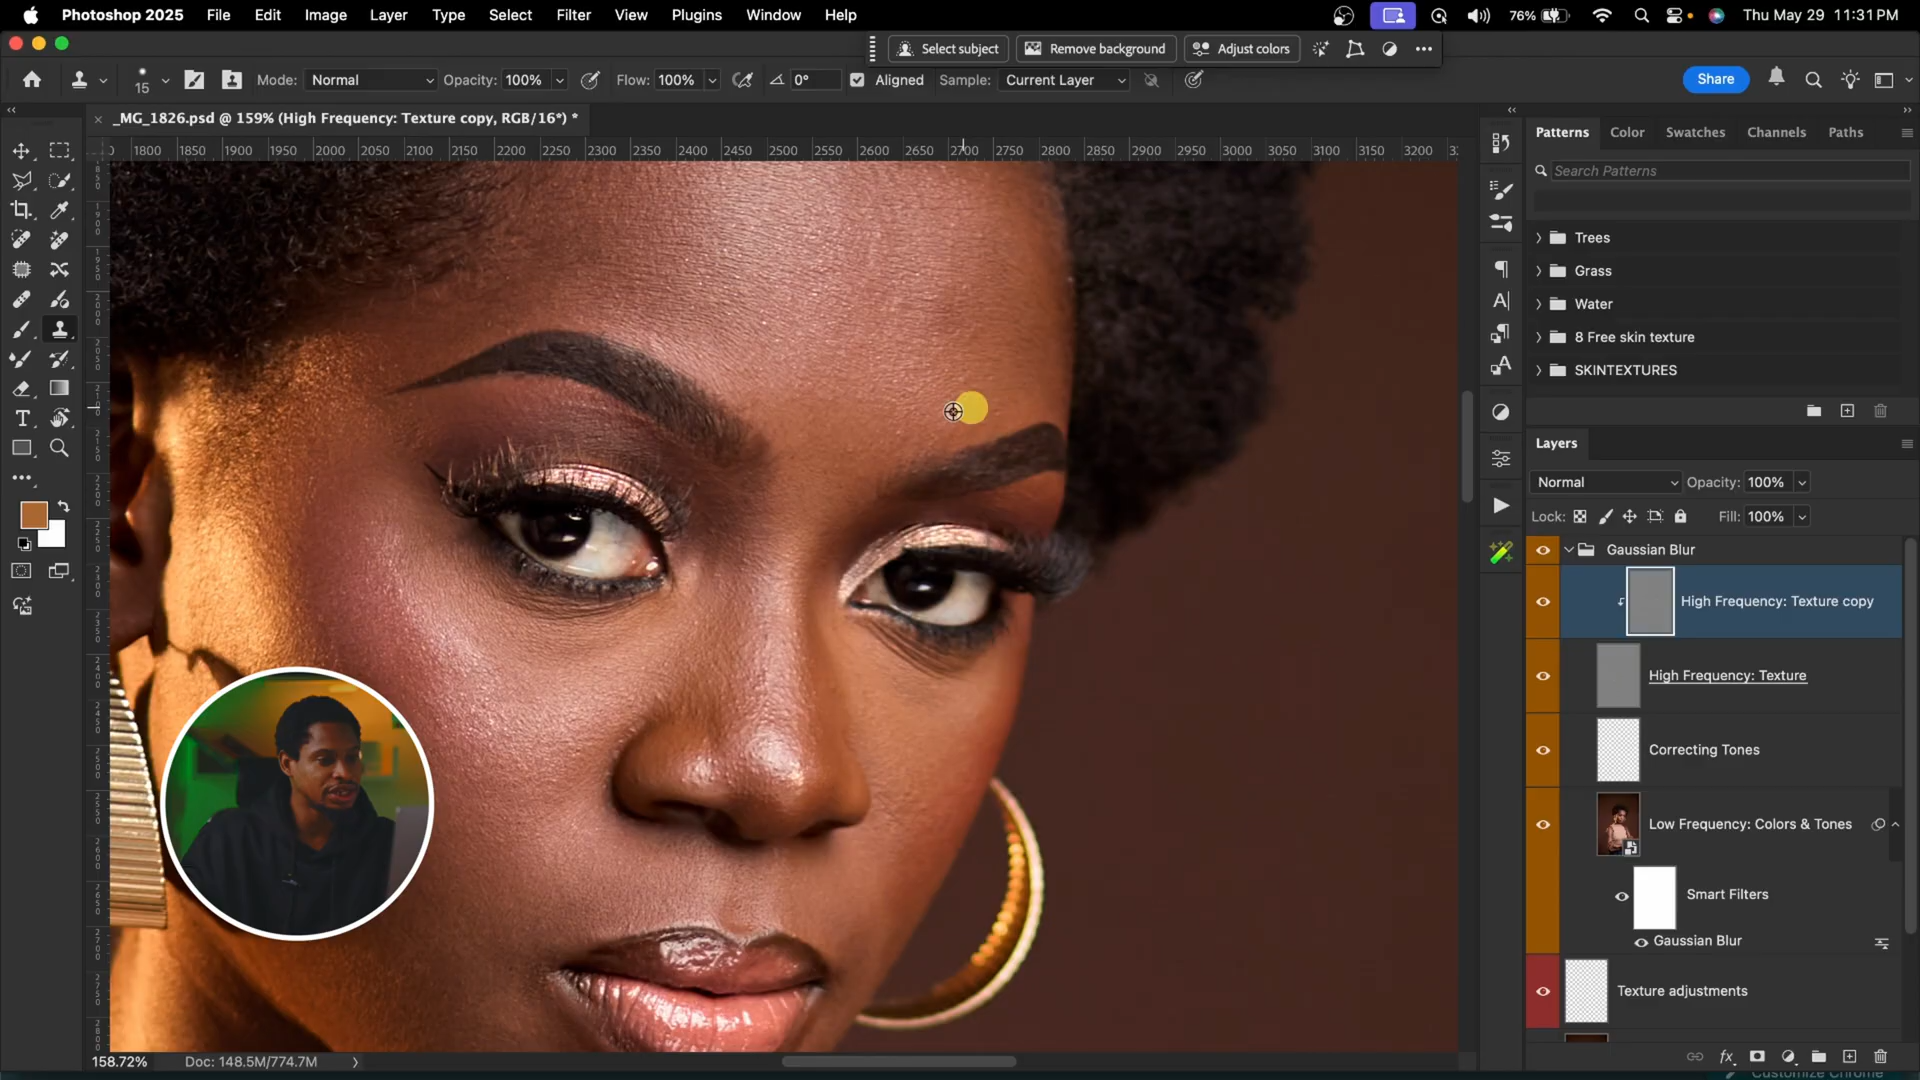 Photoshop 2025 File Edit Image Layer Type Select Filter View Plugins Window Help 76% Thu May 29 11:31 PM
Select subject Remove background Adjust colors
15 Mode: Normal Opacity: 100% Flow: 100% 0° Aligned Sample: Current Layer Share
_MG_1826.psd @ 159% (High Frequency: Texture copy, RGB/16*) *
Patterns Color Swatches Channels Paths
0 1800 1850 1900 1950 2000 2050 2100 2150 2200 2250 2300 2350 2400 2450 2500 2550 2600 2650 2700 2750 2800 2850 2900 2950 3000 3050 3100 3150 3200
Search Patterns
Trees
Grass
Water
8 Free skin texture
SKINTEXTURES
Layers
Normal Opacity: 100%
Lock: Fill: 100%
Gaussian Blur
High Frequency: Texture copy
High Frequency: Texture
Correcting Tones
Low Frequency: Colors & Tones
Smart Filters
Gaussian Blur
Texture adjustments
158.72% Doc: 148.5M/774.7M
Customize Chrome